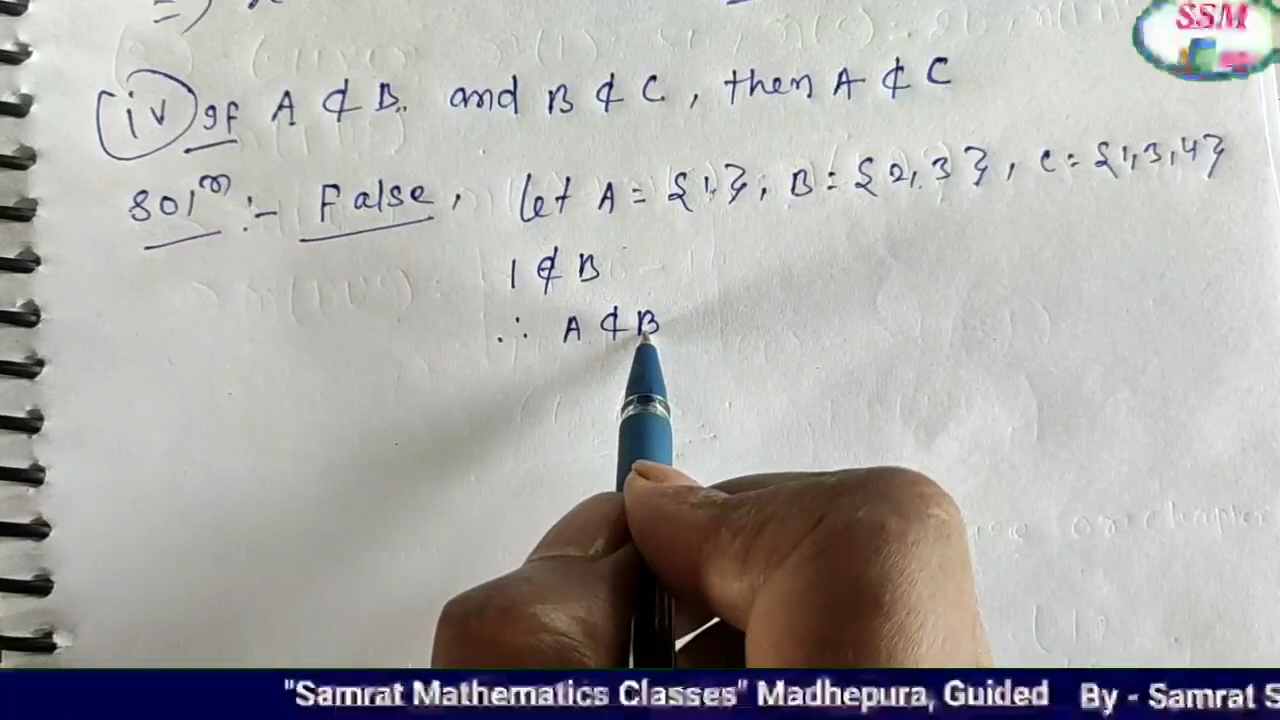 SSM
(iv) If A ⊄ B. and B ⊄ C, then A ⊄ C
Solⁿ :- False, Let A = {1}, B = {2, 3}, C = {1, 3, 4}
1 ∉ B
∴ A ⊄ B
"Samrat Mathematics Classes" Madhepura, Guided By - Samrat S